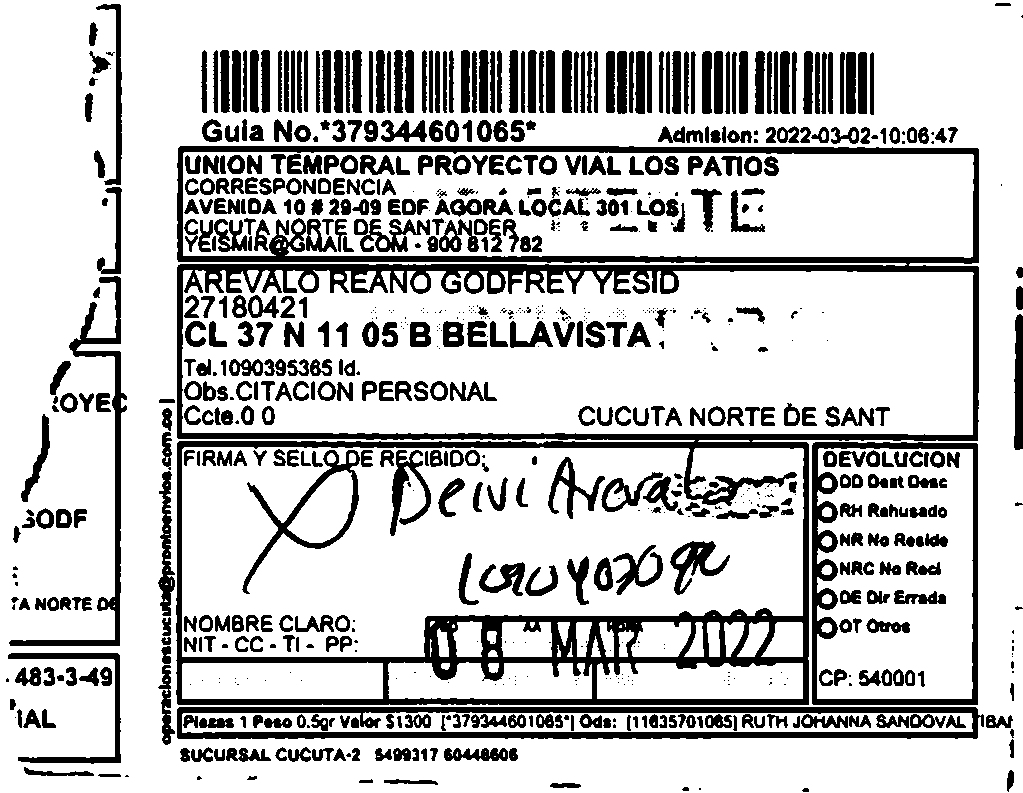 Guia No.*379344601065*
Admision: 2022-03-02-10:06:47
UNION TEMPORAL PROYECTO VIAL LOS PATIOS
CORRESPONDENCIA
AVENIDA 10 # 29-09 EDF AGORA LOCAL 301 LOS
CUCUTA NORTE DE SANTANDER
YEISMIR@GMAIL COM - 900 812 782
AREVALO REANO GODFREY YESID
27180421
CL 37 N 11 05 B BELLAVISTA
Tel.1090395365 Id.
Obs.CITACION PERSONAL
Ccte.0 0
CUCUTA NORTE DE SANT
operacionescucuta@prontoenvios.com.co
FIRMA Y SELLO DE RECIBIDO:
Deivi Arevalo
NOMBRE CLARO:
NIT - CC - TI - PP:
08 MAR 2022
DEVOLUCION
DD Dest Desc
RH Rehusado
NR No Reside
NRC No Recl
DE Dir Errada
OT Otros
CP: 540001
Piezas 1 Peso 0.5gr Valor $1300 [*379344601065*] Ods: [11635701065] RUTH JOHANNA SANDOVAL TIBA
SUCURSAL CUCUTA-2 5499317 60448606
ROYEC
GODF
TA NORTE DE
483-3-49
IAL